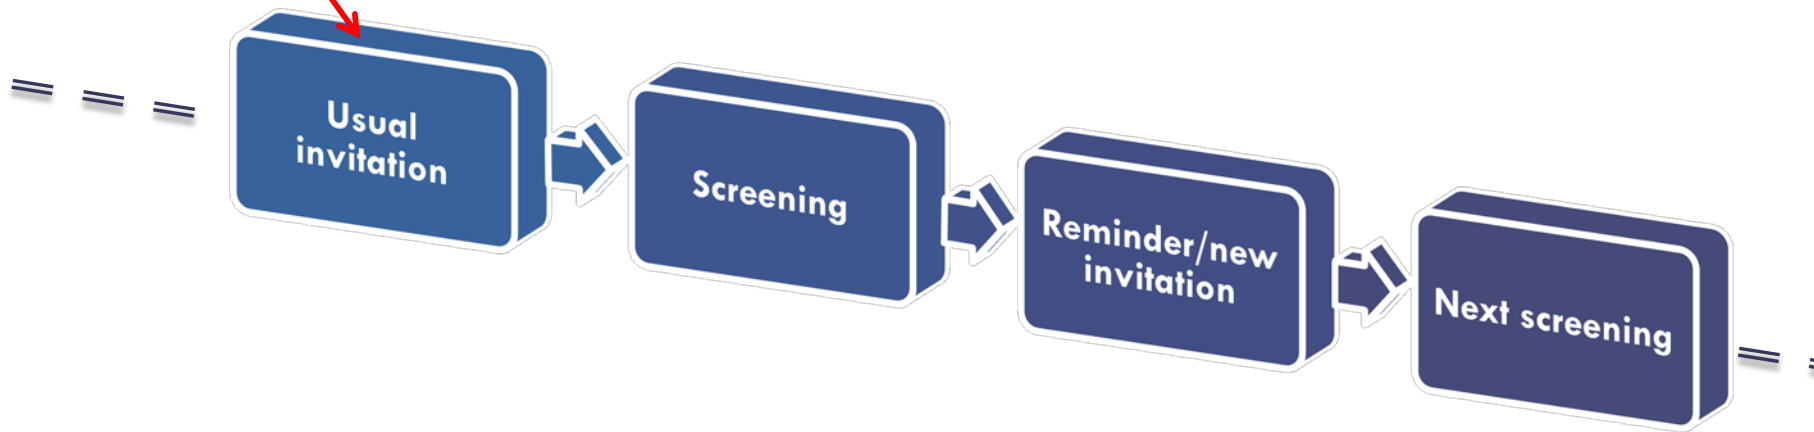 Usual
invitation
Screening
Reminder/new
invitation
Next screening